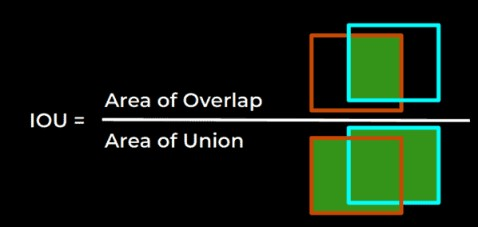 Area of Overlap
IOU =
Area of Union